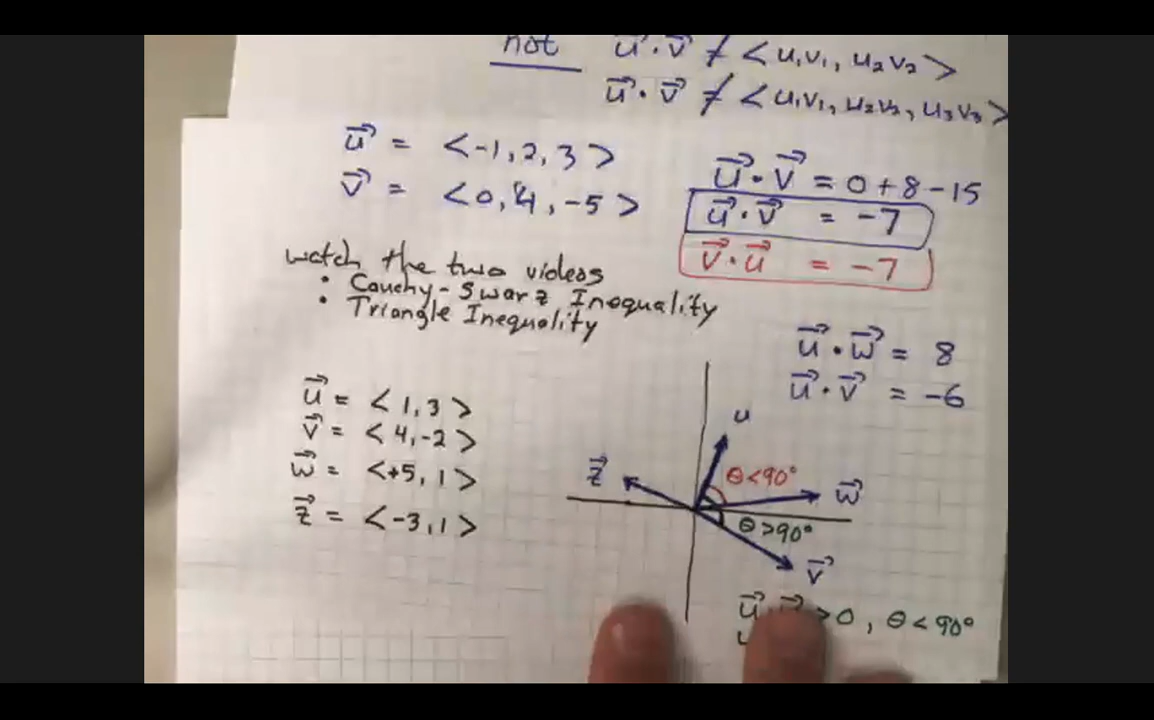 not u⃗ · v⃗ ≠ < u₁v₁, u₂v₂ >
u⃗ · v⃗ ≠ < u₁v₁, u₂v₂, u₃v₃ >
u⃗ = < -1, 2, 3 >
v⃗ = < 0, 4, -5 >
u⃗ · v⃗ = 0 + 8 - 15
u⃗ · v⃗ = -7
v⃗ · u⃗ = -7
watch the two videos
• Cauchy-Swarz Inequality
• Triangle Inequality
u⃗ · w⃗ = 8
u⃗ · v⃗ = -6
u⃗ = < 1, 3 >
v⃗ = < 4, -2 >
w⃗ = < +5, 1 >
z⃗ = < -3, 1 >
u
z⃗
θ < 90°
w⃗
θ > 90°
v⃗
u⃗ · > 0, θ < 90°